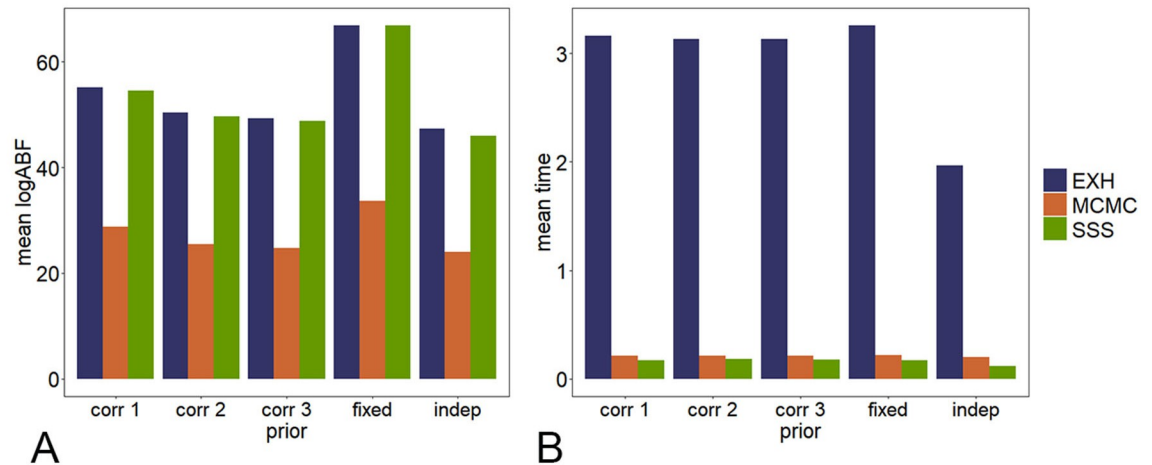 mean logABF
60
40
20
0
corr 1 corr 2 corr 3 fixed indep
prior
A
mean time
3
2
1
0
corr 1 corr 2 corr 3 fixed indep
prior
B
EXH
MCMC
SSS